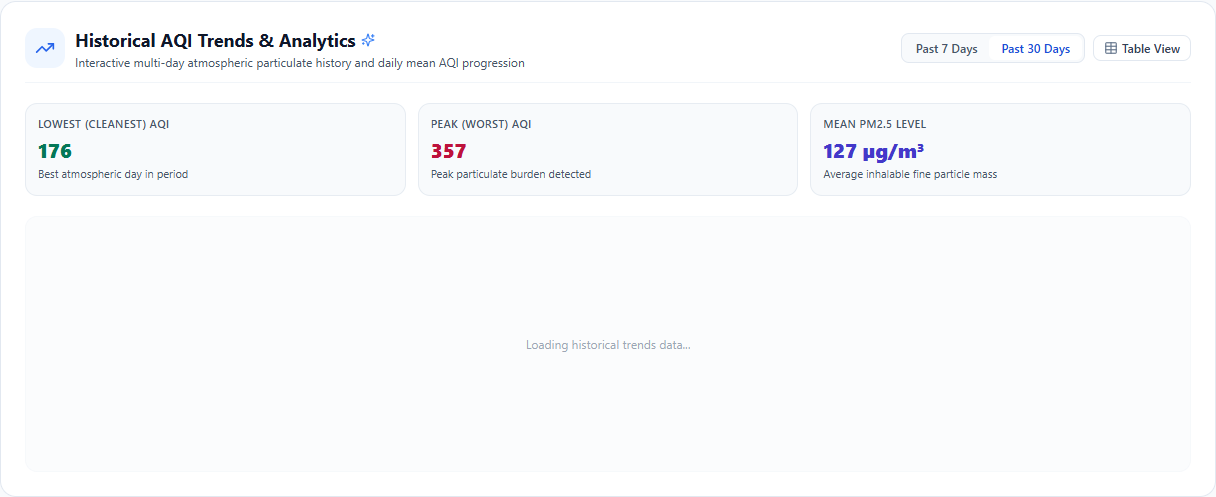 Historical AQI Trends & Analytics
Interactive multi-day atmospheric particulate history and daily mean AQI progression
Past 7 Days
Past 30 Days
Table View
LOWEST (CLEANEST) AQI
176
Best atmospheric day in period
PEAK (WORST) AQI
357
Peak particulate burden detected
MEAN PM2.5 LEVEL
127 µg/m³
Average inhalable fine particle mass
Loading historical trends data...